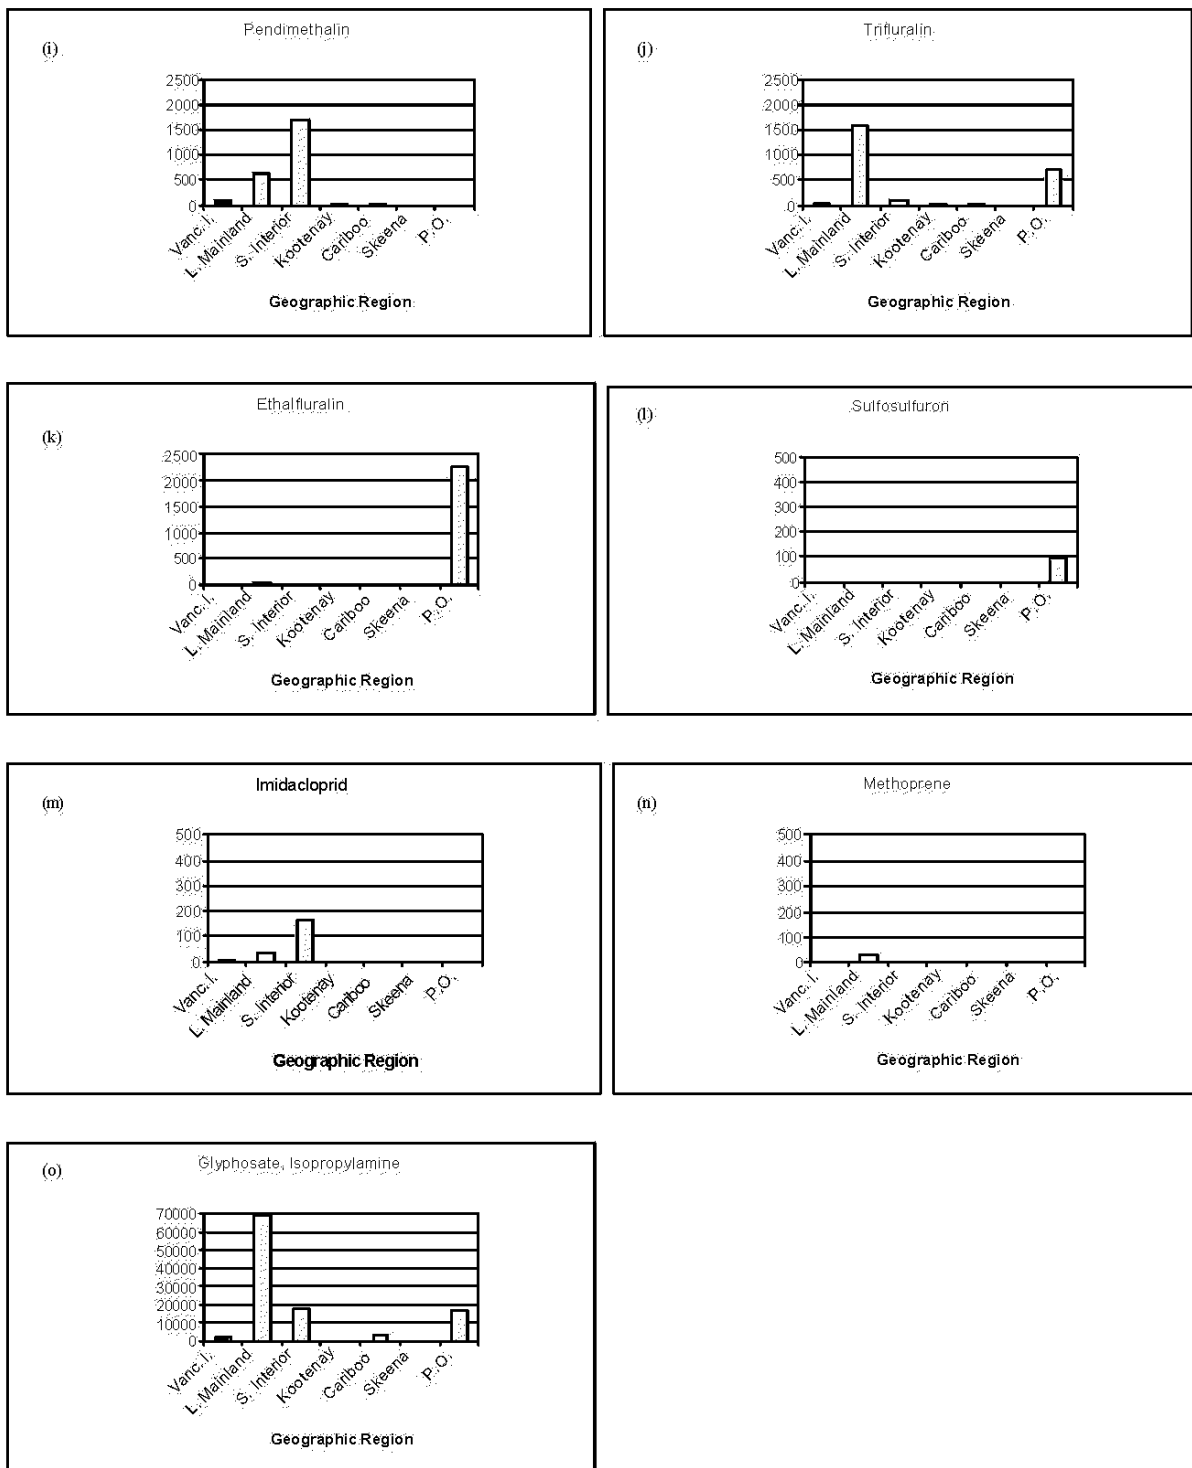 Pendimethalin
(i)
2500
2000
1500
1000
500
0
Vanc. I.
L. Mainland
S. Interior
Kootenay
Cariboo
Skeena
P.O.
Geographic Region
Trifluralin
(j)
2500
2000
1500
1000
500
0
Vanc. I.
L. Mainland
S. Interior
Kootenay
Cariboo
Skeena
P.O.
Geographic Region
Ethalfluralin
(k)
2500
2000
1500
1000
500
0
Vanc. I.
L. Mainland
S. Interior
Kootenay
Cariboo
Skeena
P.O.
Geographic Region
Sulfosulfuron
(l)
500
400
300
200
100
0
Vanc. I.
L. Mainland
S. Interior
Kootenay
Cariboo
Skeena
P.O.
Geographic Region
Imidacloprid
(m)
500
400
300
200
100
0
Vanc. I.
L. Mainland
S. Interior
Kootenay
Cariboo
Skeena
P.O.
Geographic Region
Methoprene
(n)
500
400
300
200
100
0
Vanc. I.
L. Mainland
S. Interior
Kootenay
Cariboo
Skeena
P.O.
Geographic Region
Glyphosate, Isopropylamine
(o)
70000
60000
50000
40000
30000
20000
10000
0
Vanc. I.
L. Mainland
S. Interior
Kootenay
Cariboo
Skeena
P.O.
Geographic Region